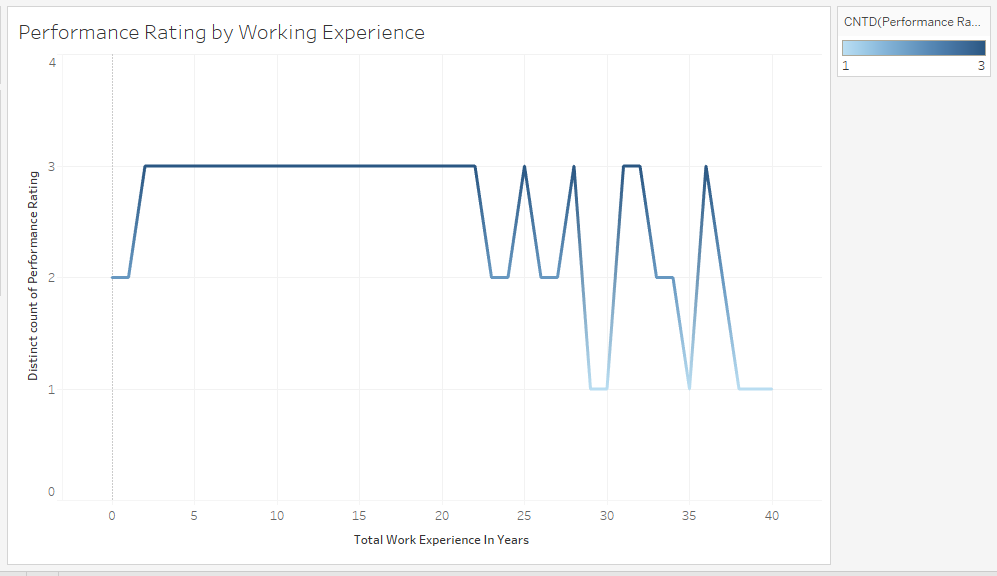 Performance Rating by Working Experience
CNTD(Performance Ra...
1 3
4
3
2
1
0
Distinct count of Performance Rating
0 5 10 15 20 25 30 35 40
Total Work Experience In Years